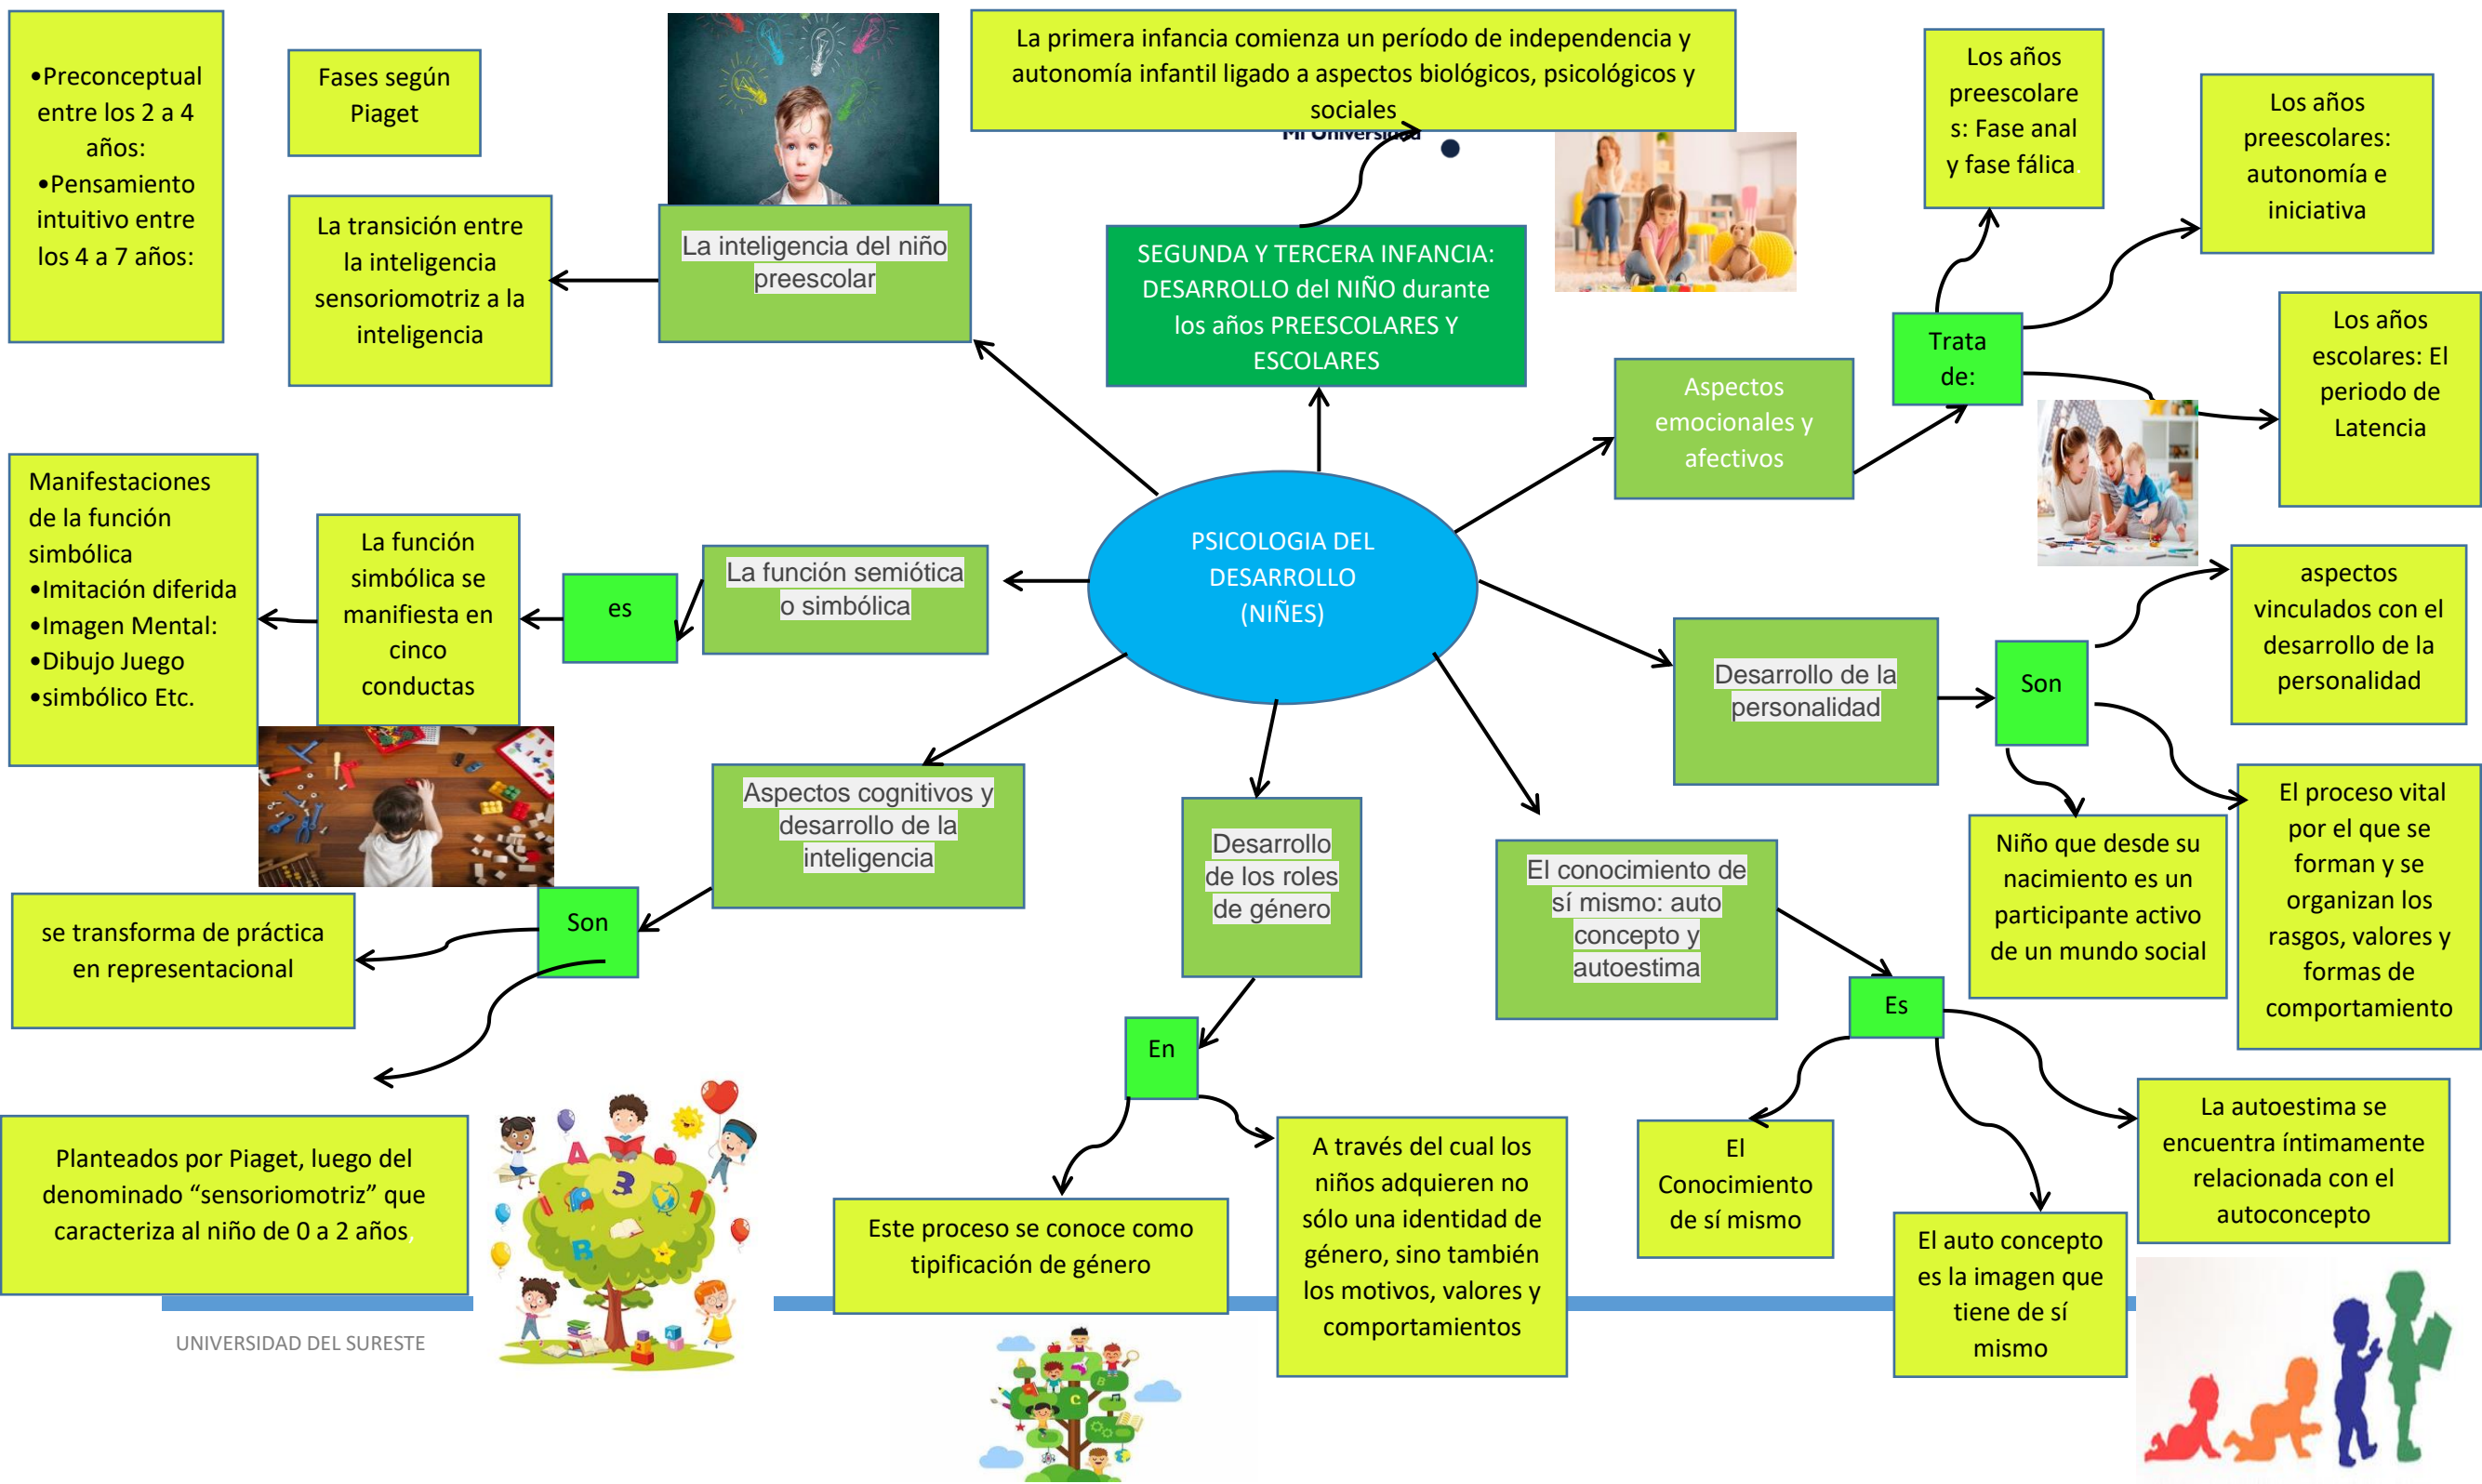 •Preconceptual
entre los 2 a 4
años:
•Pensamiento
intuitivo entre
los 4 a 7 años:
Fases según
Piaget
La transición entre
la inteligencia
sensoriomotriz a la
inteligencia
La inteligencia del niño
preescolar
La primera infancia comienza un período de independencia y
autonomía infantil ligado a aspectos biológicos, psicológicos y
sociales
Mi Universidad
SEGUNDA Y TERCERA INFANCIA:
DESARROLLO del NIÑO durante
los años PREESCOLARES Y
ESCOLARES
Los años
preescolare
s: Fase anal
y fase fálica.
Los años
preescolares:
autonomía e
iniciativa
Trata
de:
Los años
escolares: El
periodo de
Latencia
Aspectos
emocionales y
afectivos
Manifestaciones
de la función
simbólica
•Imitación diferida
•Imagen Mental:
•Dibujo Juego
•simbólico Etc.
La función
simbólica se
manifiesta en
cinco
conductas
es
La función semiótica
o simbólica
PSICOLOGIA DEL
DESARROLLO
(NIÑES)
Desarrollo de la
personalidad
Son
aspectos
vinculados con el
desarrollo de la
personalidad
El proceso vital
por el que se
forman y se
organizan los
rasgos, valores y
formas de
comportamiento
Niño que desde su
nacimiento es un
participante activo
de un mundo social
Aspectos cognitivos y
desarrollo de la
inteligencia
Son
se transforma de práctica
en representacional
Planteados por Piaget, luego del
denominado “sensoriomotriz” que
caracteriza al niño de 0 a 2 años,
Desarrollo
de los roles
de género
En
Este proceso se conoce como
tipificación de género
A través del cual los
niños adquieren no
sólo una identidad de
género, sino también
los motivos, valores y
comportamientos
El conocimiento de
sí mismo: auto
concepto y
autoestima
Es
El
Conocimiento
de sí mismo
El auto concepto
es la imagen que
tiene de sí
mismo
La autoestima se
encuentra íntimamente
relacionada con el
autoconcepto
A
3
1
B
UNIVERSIDAD DEL SURESTE